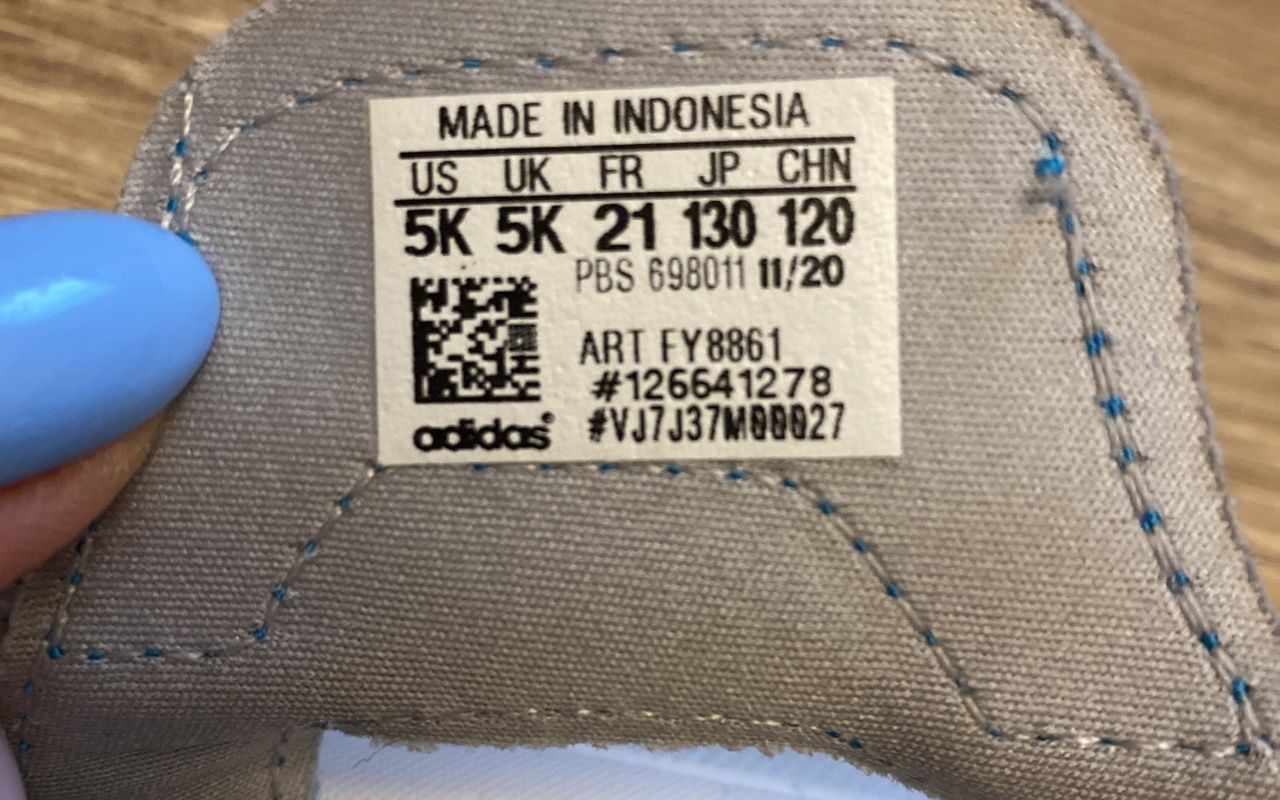 MADE IN INDONESIA
US UK FR JP CHN
5K 5K 21 130 120
PBS 698011 11/20
ART FY8861
#126641278
#VJ7J37M00027
adidas®